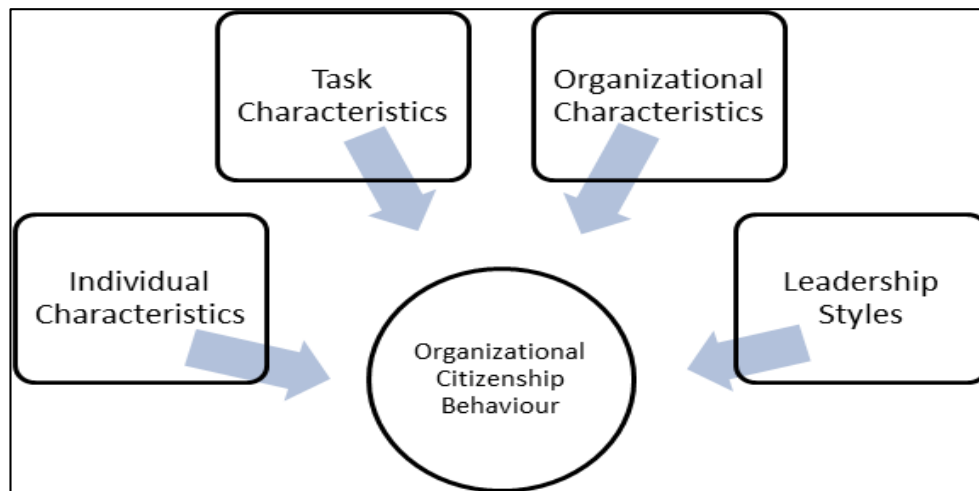 Task
Characteristics
Organizational
Characteristics
Individual
Characteristics
Leadership
Styles
Organizational
Citizenship
Behaviour